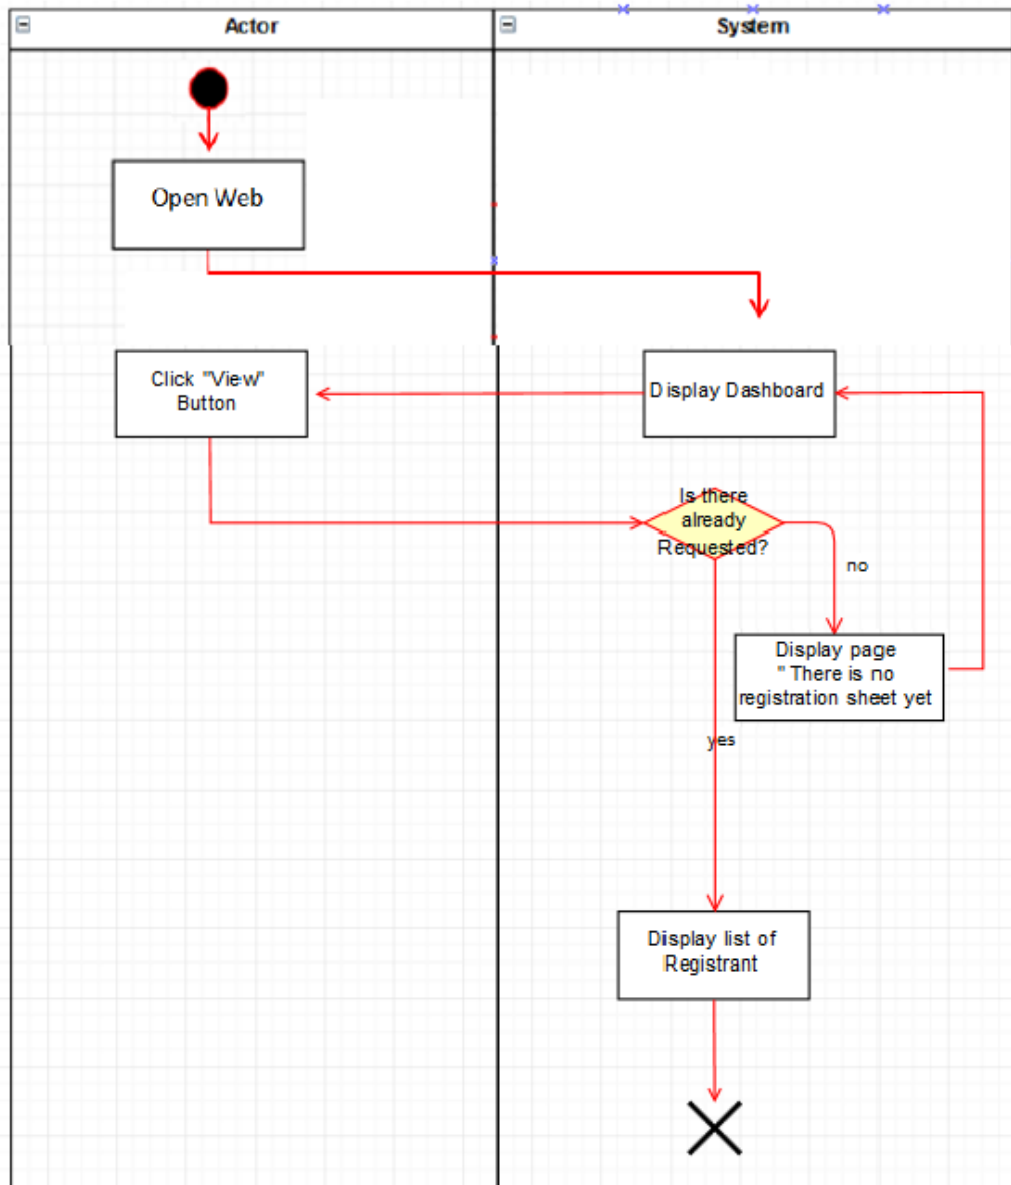 Actor
System
Open Web
Click "View"
Button
Display Dashboard
Is there
already
Requested?
no
Display page
" There is no
registration sheet yet
yes
Display list of
Registrant